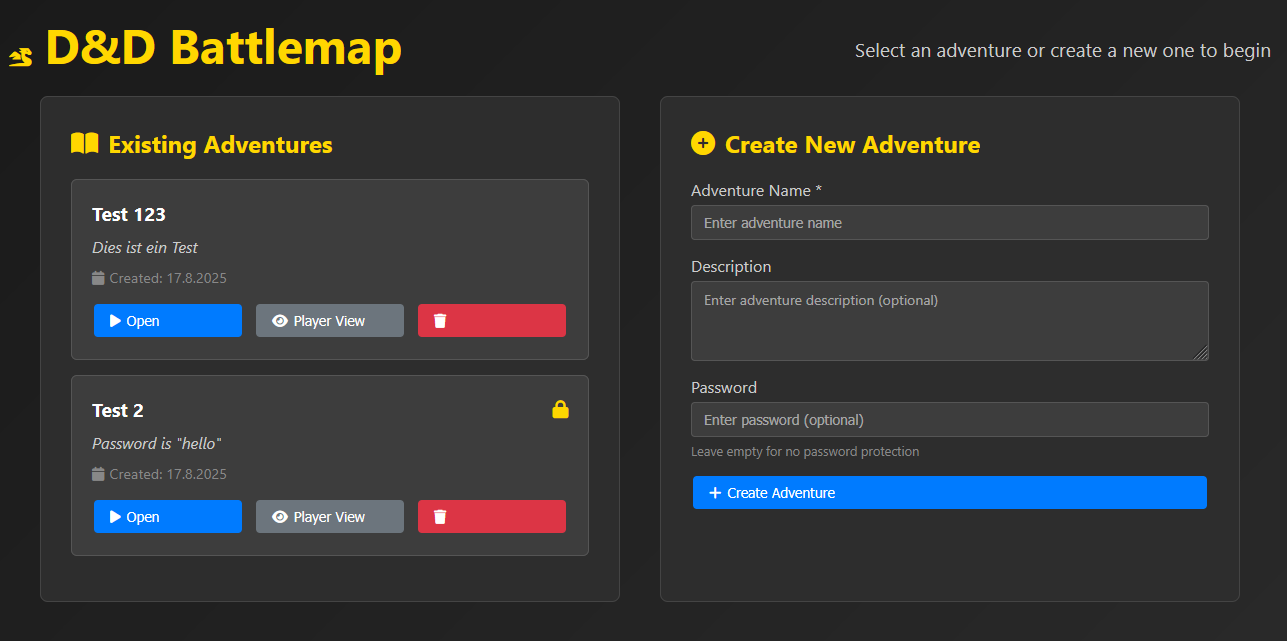 D&D Battlemap
Select an adventure or create a new one to begin
Existing Adventures
Test 123
Dies ist ein Test
Created: 17.8.2025
Open
Player View
Test 2
Password is "hello"
Created: 17.8.2025
Open
Player View
Create New Adventure
Adventure Name *
Enter adventure name
Description
Enter adventure description (optional)
Password
Enter password (optional)
Leave empty for no password protection
Create Adventure